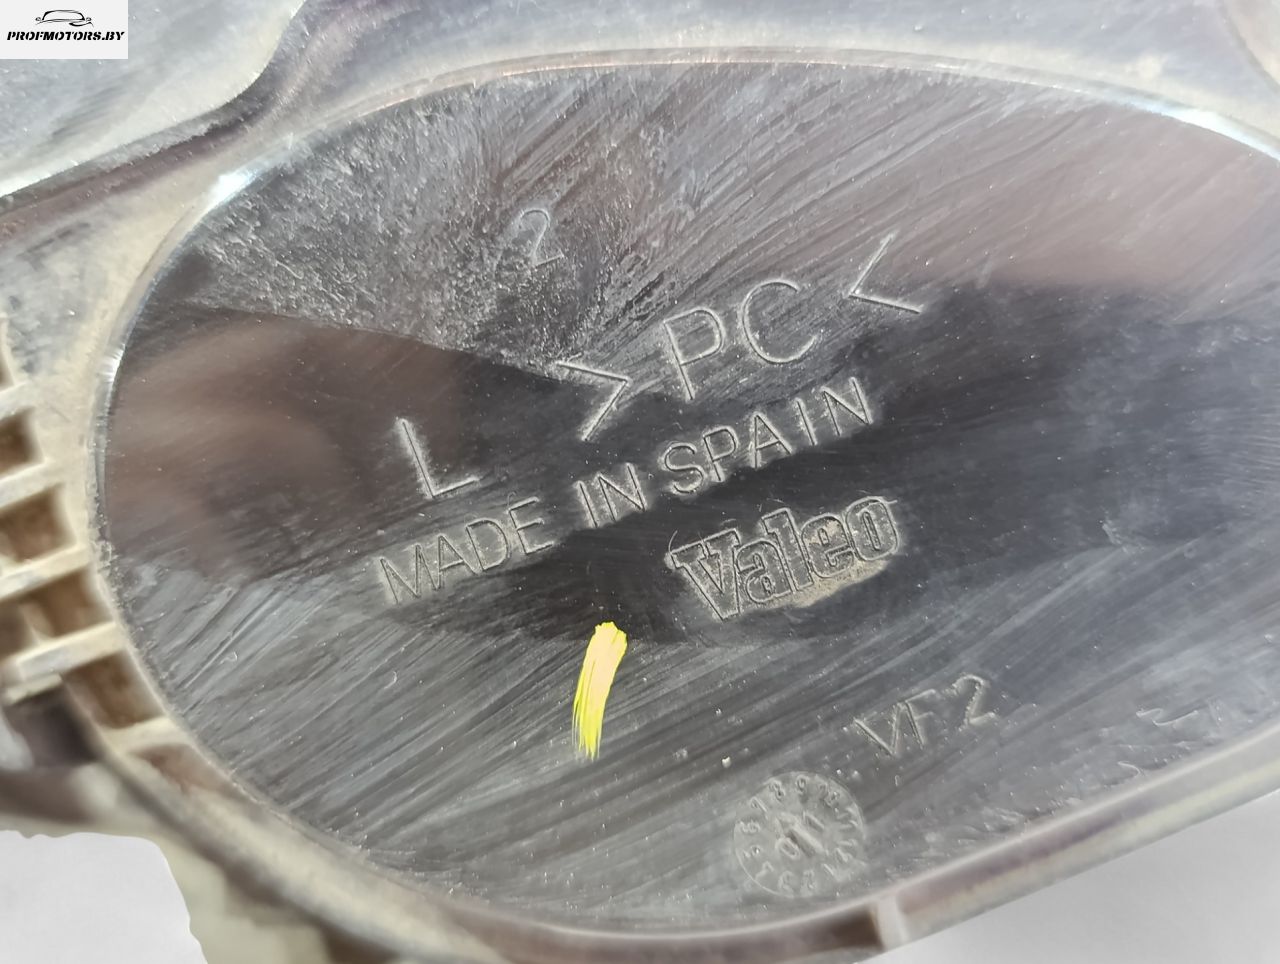 PROFMOTORS.BY
2
>PC<
L
MADE IN SPAIN
Valeo
VF2